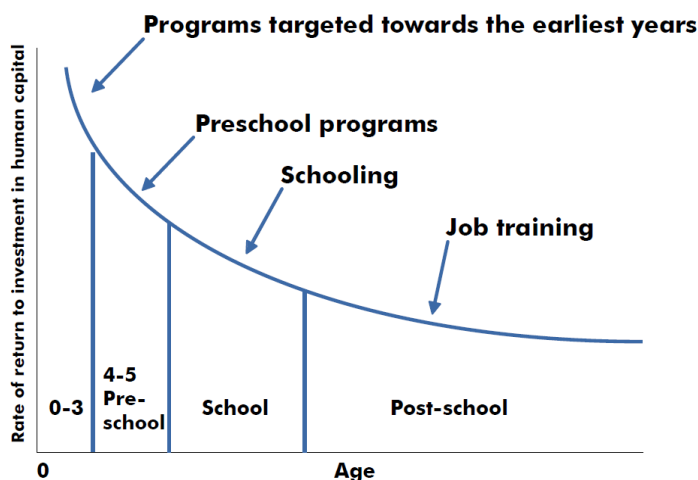 Programs targeted towards the earliest years
Preschool programs
Schooling
Job training
Rate of return to investment in human capital
0-3
4-5
Pre-
school
School
Post-school
0
Age